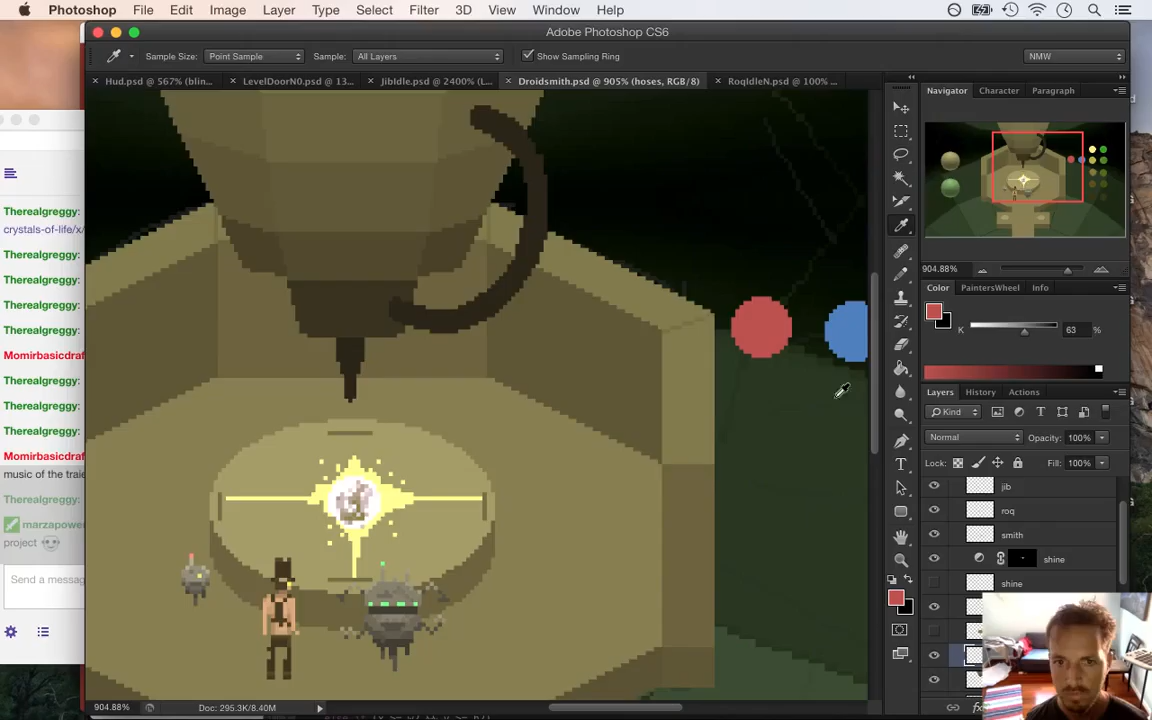 Photoshop File Edit Image Layer Type Select Filter 3D View Window Help
Adobe Photoshop CS6
Sample Size: Point Sample Sample: All Layers Show Sampling Ring NMW
Hud.psd @ 567% (blin... LevelDoorN0.psd @ 13... JibIdle.psd @ 2400% (L... Droidsmith.psd @ 905% (hoses, RGB/8) RoqIdleN.psd @ 100% ...
Navigator Character Paragraph
904.88%
Color PaintersWheel Info
K 63 %
Layers History Actions
Kind
Normal Opacity: 100%
Lock: Fill: 100%
jib
roq
smith
shine
shine
fx
904.88% Doc: 295.3K/8.40M
Therealgreggy:
crystals-of-life/x/
Therealgreggy:
Therealgreggy:
Therealgreggy:
Therealgreggy:
Momirbasicdraf
Therealgreggy:
Therealgreggy:
Therealgreggy:
Momirbasicdraf
music of the traie
Therealgreggy:
marzapower
project
Send a messag